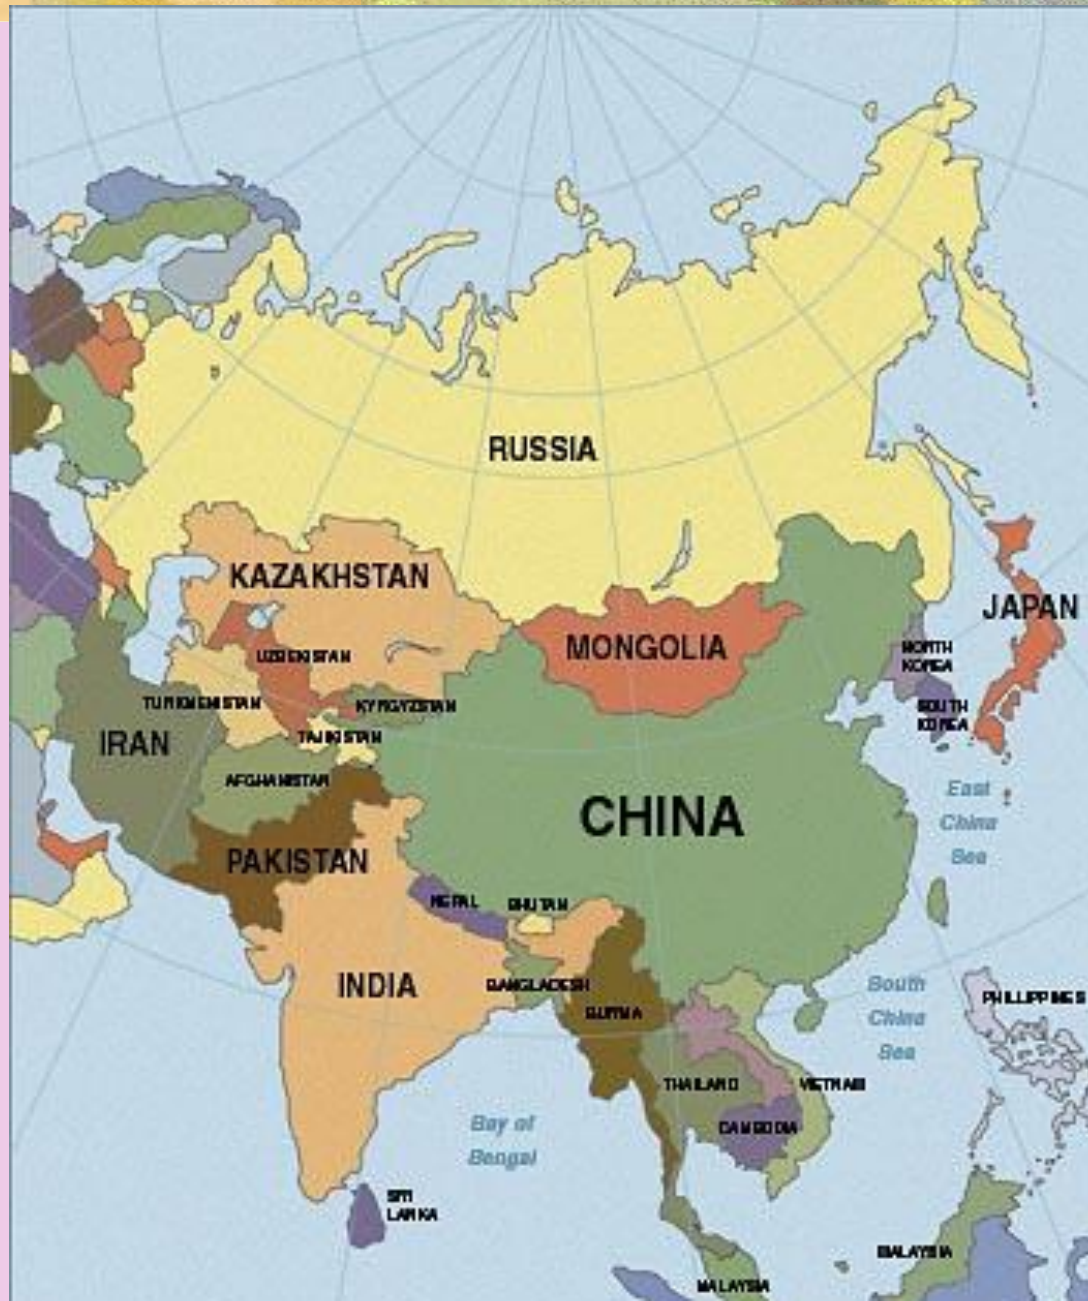 RUSSIA
KAZAKHSTAN
JAPAN
MONGOLIA
NORTH
KOREA
UZBEKISTAN
TURKMENISTAN
KYRGYZSTAN
SOUTH
KOREA
TAJIKISTAN
IRAN
AFGHANISTAN
East
China
Sea
CHINA
PAKISTAN
NEPAL
BHUTAN
INDIA
BANGLADESH
South
China
Sea
PHILLIPPINES
BURMA
THAILAND
VIETNAM
CAMBODIA
Bay of
Bengal
SRI
LANKA
MALAYSIA
MALAYSIA